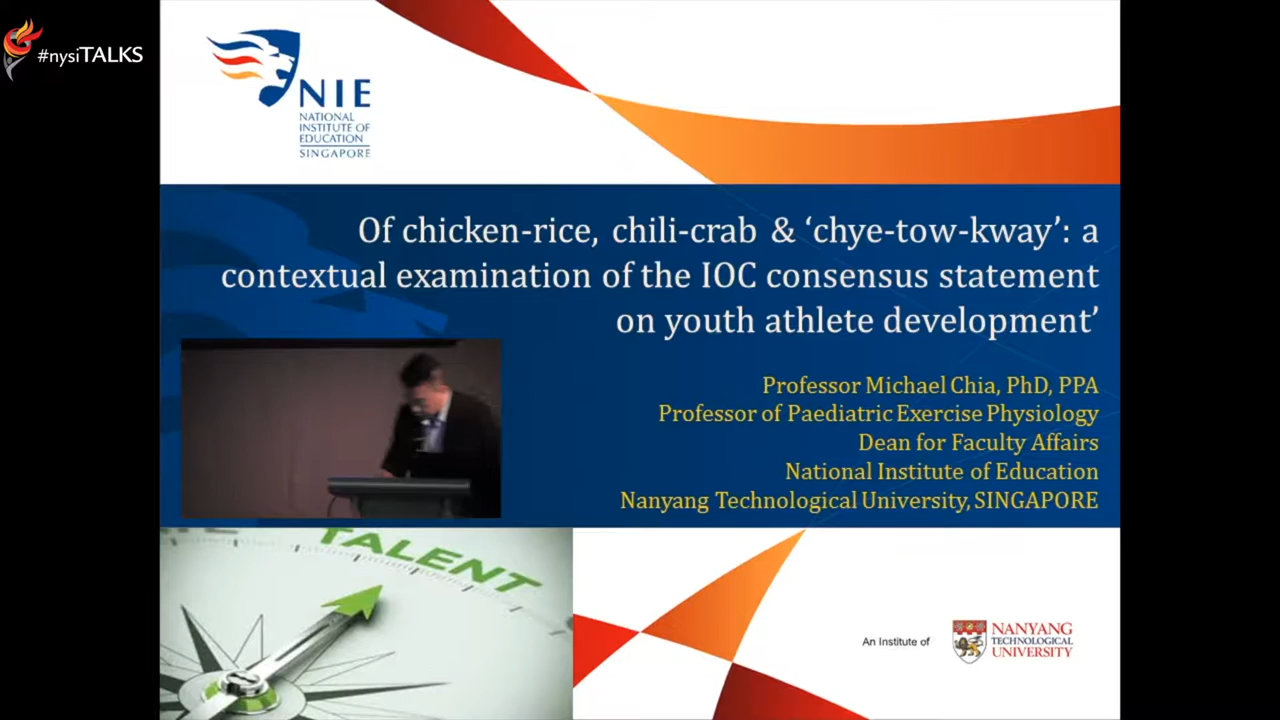 #nysiTALKS
NIE
NATIONAL
INSTITUTE OF
EDUCATION
SINGAPORE
Of chicken-rice, chili-crab & ‘chye-tow-kway’: a
contextual examination of the IOC consensus statement
on youth athlete development’
Professor Michael Chia, PhD, PPA
Professor of Paediatric Exercise Physiology
Dean for Faculty Affairs
National Institute of Education
Nanyang Technological University, SINGAPORE
TALENT
An Institute of
NANYANG
TECHNOLOGICAL
UNIVERSITY